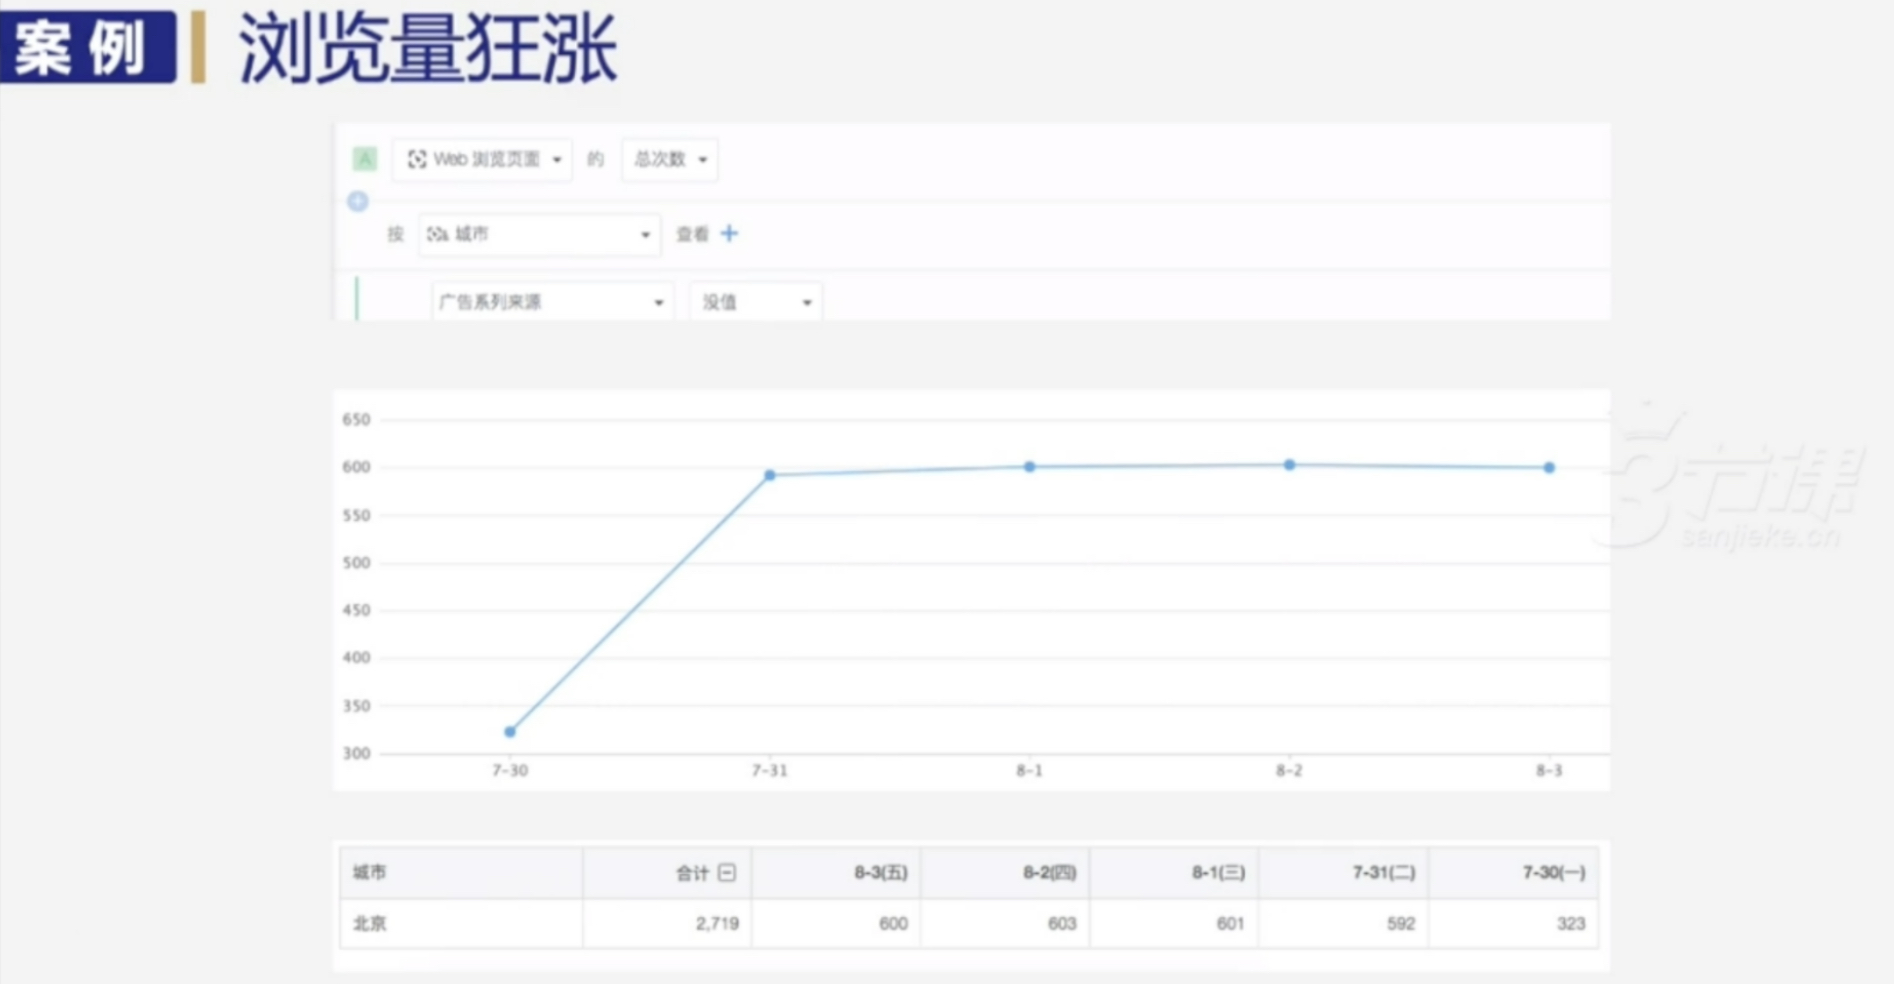 案例 浏览量狂涨
A Web 浏览页面 的 总次数
按 城市 查看
广告系列来源 没值
650
600
550
500
450
400
350
300
7-30 7-31 8-1 8-2 8-3
3节课
sanjieke.cn
城市 合计 8-3(五) 8-2(四) 8-1(三) 7-31(二) 7-30(一)
北京 2,719 600 603 601 592 323